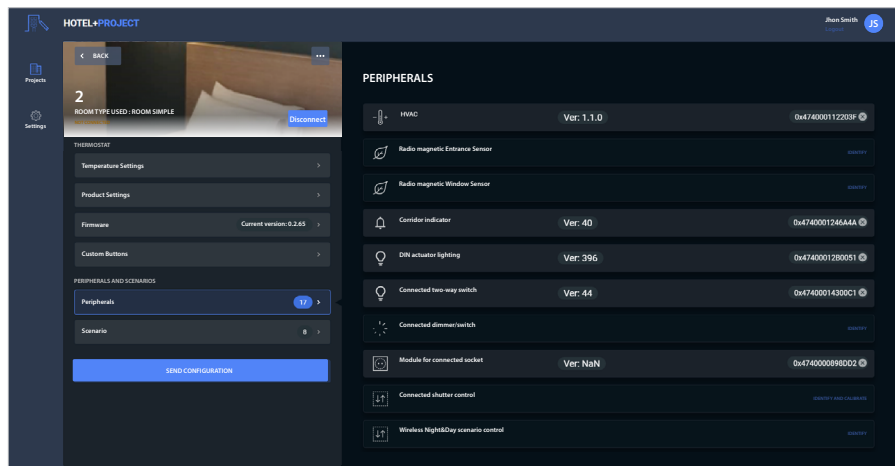 HOTEL+PROJECT
Jhon Smith
Logout
JS
Projects
Settings
BACK
2
ROOM TYPE USED : ROOM SIMPLE
Disconnect
THERMOSTAT
Temperature Settings
Product Settings
Firmware Current version: 0.2.65
Custom Buttons
PERIPHERALS AND SCENARIOS
Peripherals 17
Scenario 0
SEND CONFIGURATION
PERIPHERALS
HVAC Ver: 1.1.0 0x474000112203F
Radio magnetic Entrance Sensor IDENTIFY
Radio magnetic Window Sensor IDENTIFY
Corridor indicator Ver: 40 0x4740001246A4A
DIN actuator lighting Ver: 396 0x47400012B0051
Connected two-way switch Ver: 44 0x47400014300C1
Connected dimmer/switch IDENTIFY
Module for connected socket Ver: NaN 0x4740000898DD2
Connected shutter control IDENTIFY AND CALIBRATE
Wireless Night&Day scenario control IDENTIFY